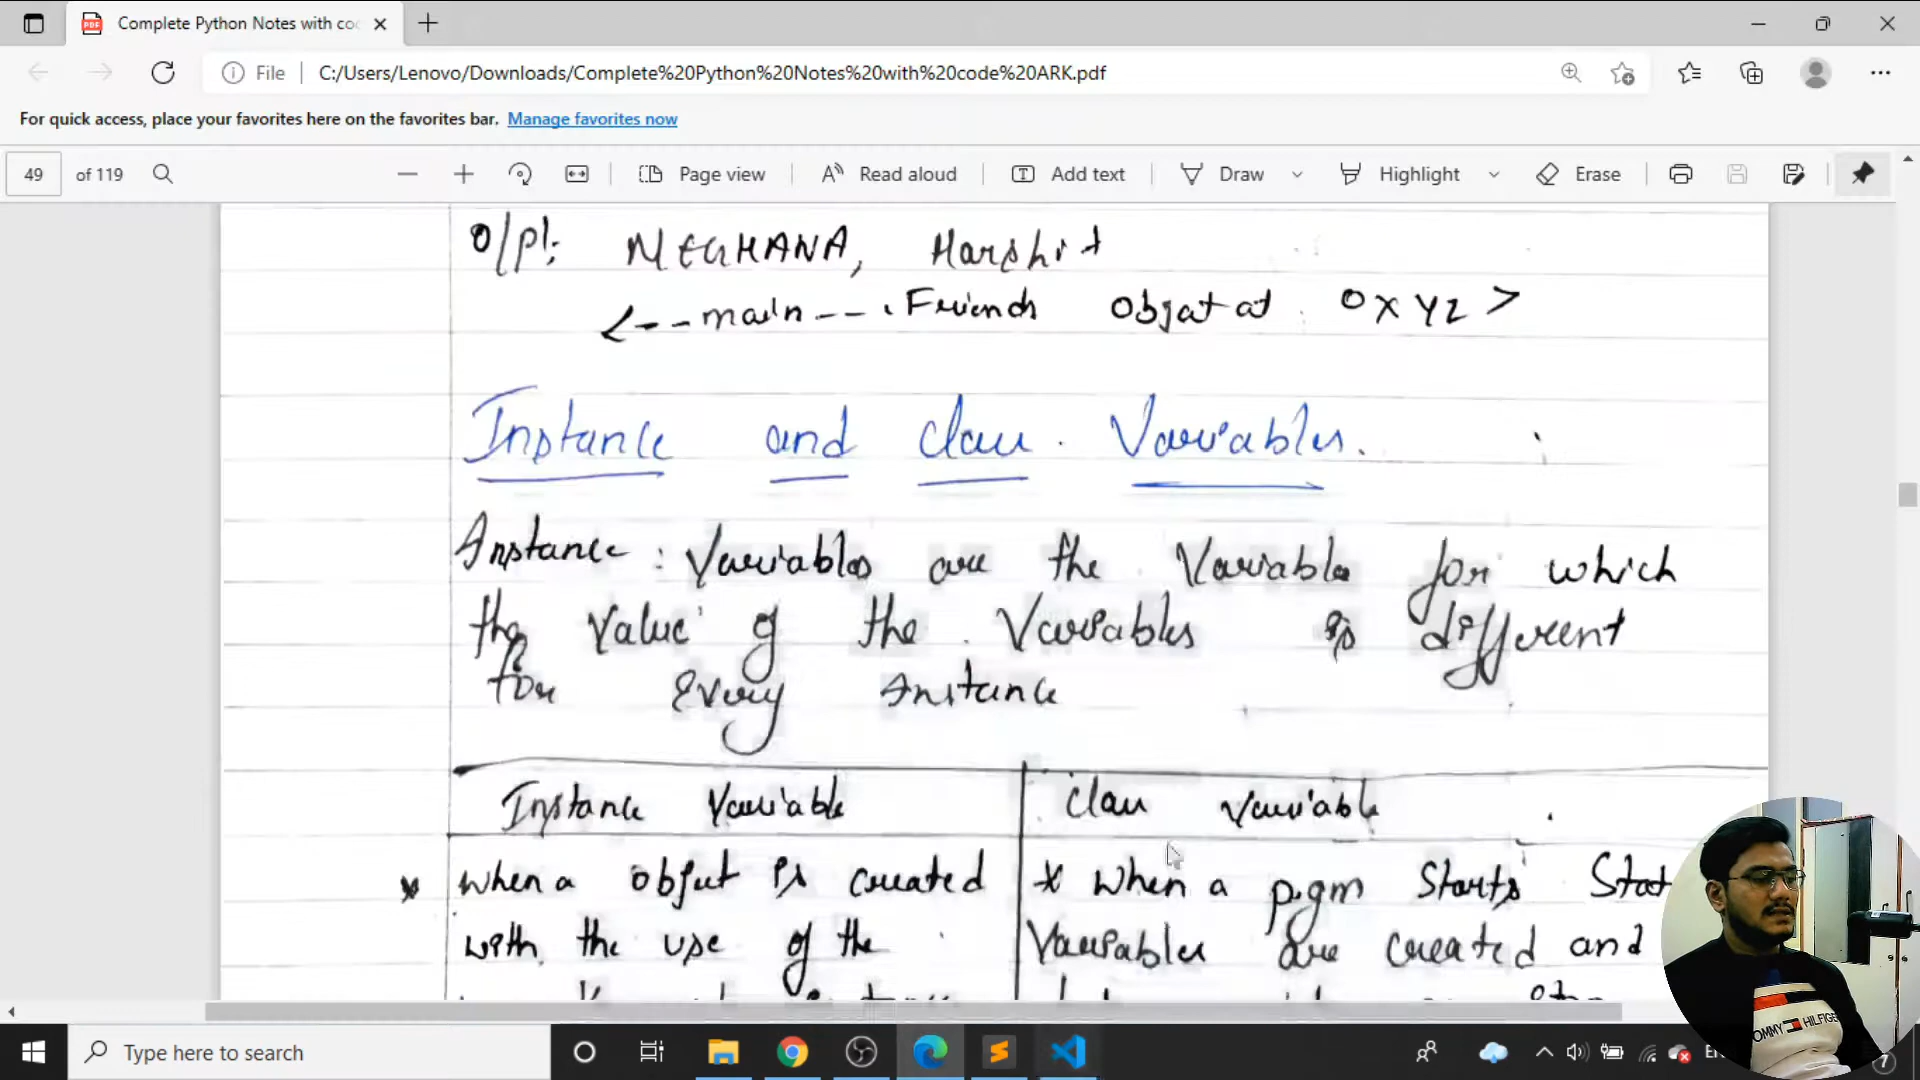 Complete Python Notes with co
File
C:/Users/Lenovo/Downloads/Complete%20Python%20Notes%20with%20code%20ARK.pdf
For quick access, place your favorites here on the favorites bar. Manage favorites now
49 of 119
Page view
Read aloud
Add text
Draw
Highlight
Erase
O/P!: MEGHANA, Harshit
<--main---.Friends Object at 0xyz>
Instance and Class Variables.
Instance : Variables are the Variable for which
the Value of the Variables is different
for Every instance
Instance Variable
Class variable
* When a object is created
with the use of the
* When a pgm starts Stat
Variables are created and
TOMMY HILFIGER
Type here to search